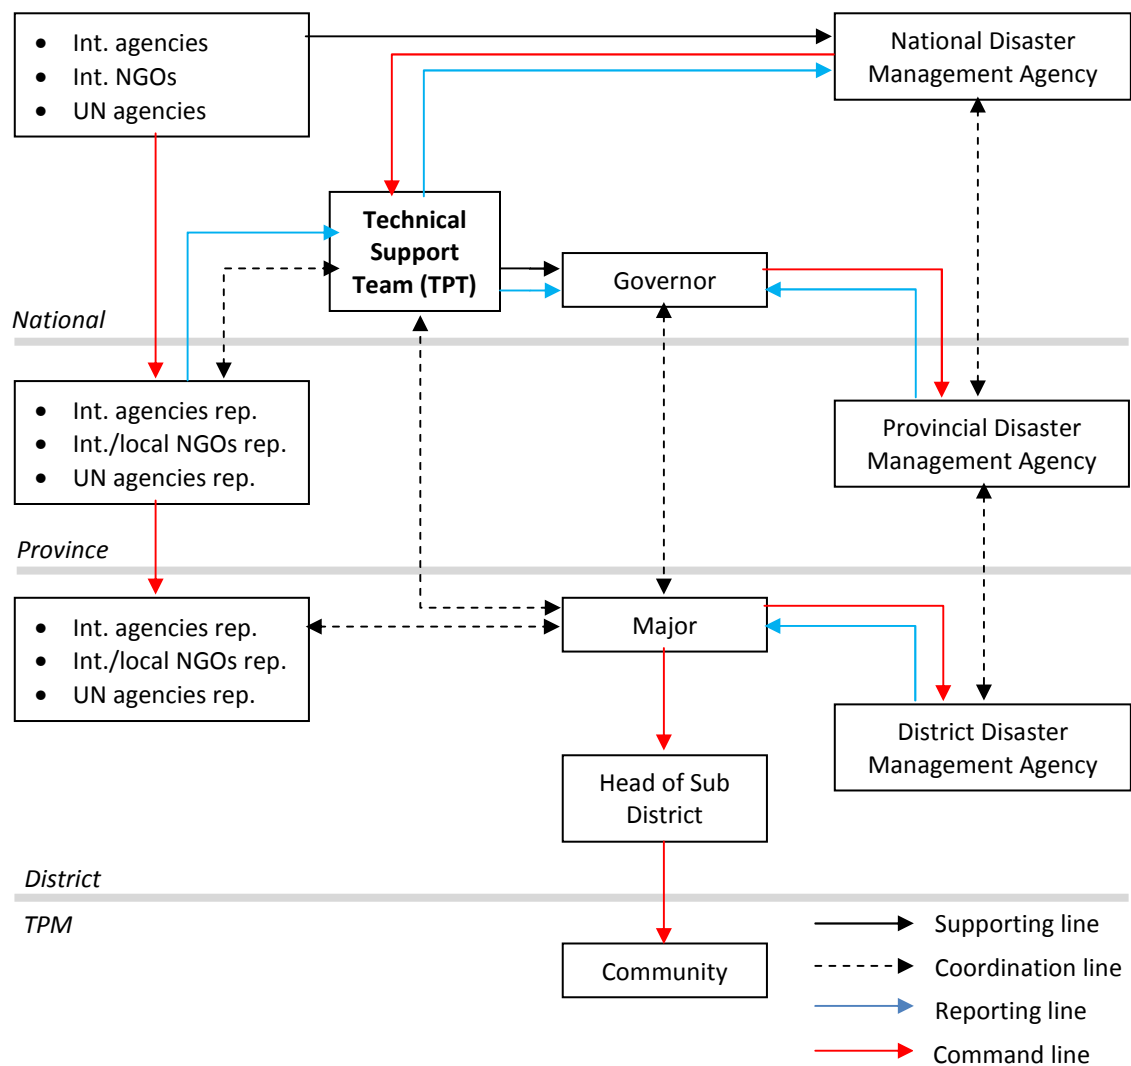 • Int. agencies
• Int. NGOs
• UN agencies
National Disaster
Management Agency
Technical
Support
Team (TPT)
Governor
National
• Int. agencies rep.
• Int./local NGOs rep.
• UN agencies rep.
Provincial Disaster
Management Agency
Province
• Int. agencies rep.
• Int./local NGOs rep.
• UN agencies rep.
Major
District Disaster
Management Agency
Head of Sub
District
District
TPM
Community
Supporting line
Coordination line
Reporting line
Command line